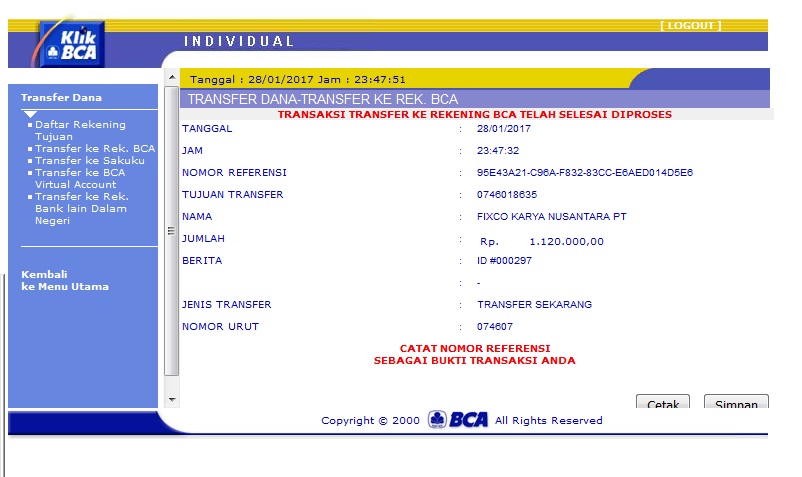 [ LOGOUT ]
Klik
BCA
INDIVIDUAL
Tanggal : 28/01/2017 Jam : 23:47:51
Transfer Dana
Daftar Rekening
Tujuan
Transfer ke Rek. BCA
Transfer ke Sakuku
Transfer ke BCA
Virtual Account
Transfer ke Rek.
Bank lain Dalam
Negeri
Kembali
ke Menu Utama
TRANSFER DANA-TRANSFER KE REK. BCA
TRANSAKSI TRANSFER KE REKENING BCA TELAH SELESAI DIPROSES
TANGGAL : 28/01/2017
JAM : 23:47:32
NOMOR REFERENSI : 95E43A21-C96A-F832-83CC-E6AED014D5E6
TUJUAN TRANSFER : 0746018635
NAMA : FIXCO KARYA NUSANTARA PT
JUMLAH : Rp. 1.120.000,00
BERITA : ID #000297
: -
JENIS TRANSFER : TRANSFER SEKARANG
NOMOR URUT : 074607
CATAT NOMOR REFERENSI
SEBAGAI BUKTI TRANSAKSI ANDA
Cetak Simpan
Copyright © 2000 BCA All Rights Reserved